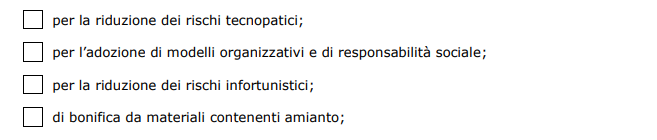 per la riduzione dei rischi tecnopatici;
per l’adozione di modelli organizzativi e di responsabilità sociale;
per la riduzione dei rischi infortunistici;
di bonifica da materiali contenenti amianto;